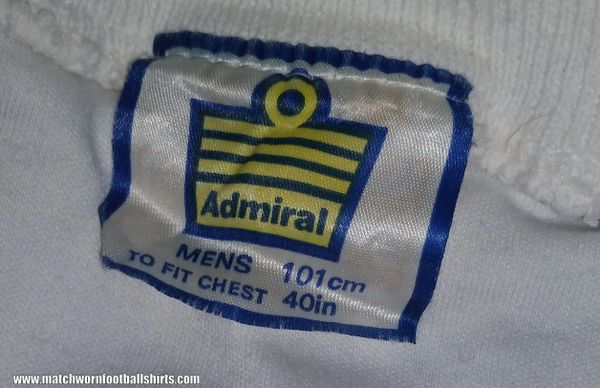 Admiral
MENS 101cm
TO FIT CHEST 40in
www.matchwornfootballshirts.com